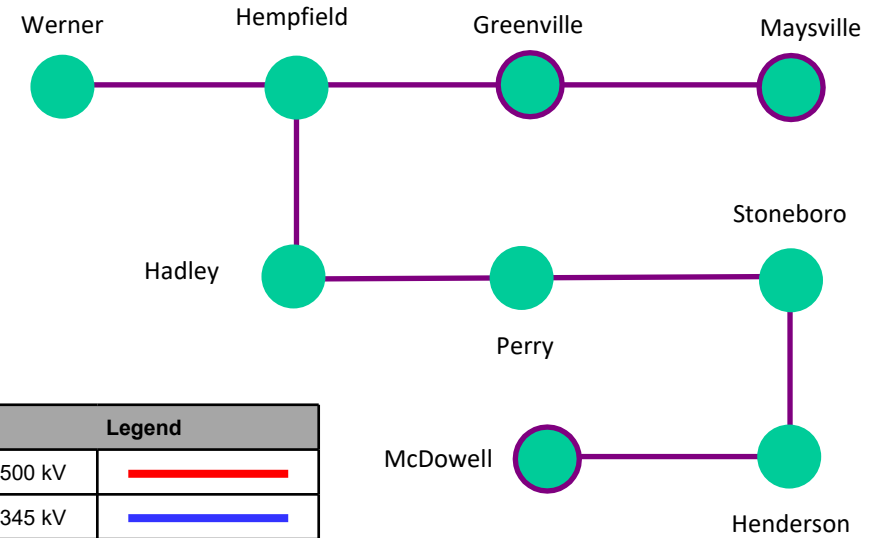 Werner
Hempfield
Greenville
Maysville
Stoneboro
Hadley
Perry
Legend
500 kV
345 kV
McDowell
Henderson